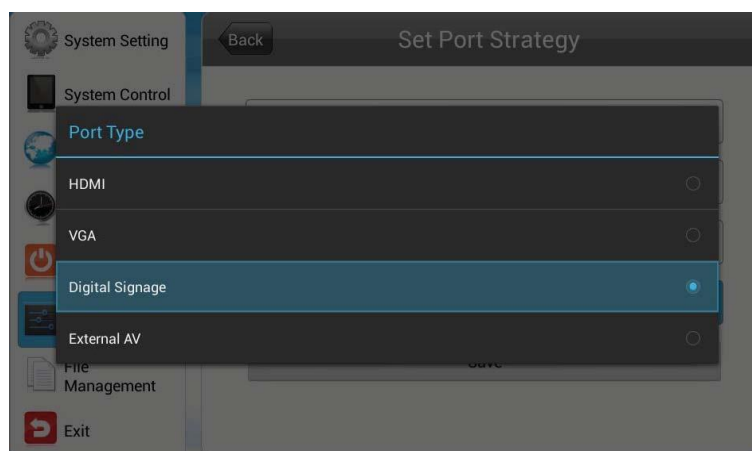 System Setting
Back
Set Port Strategy
System Control
Port Type
HDMI
VGA
Digital Signage
External AV
File
Management
Save
Exit